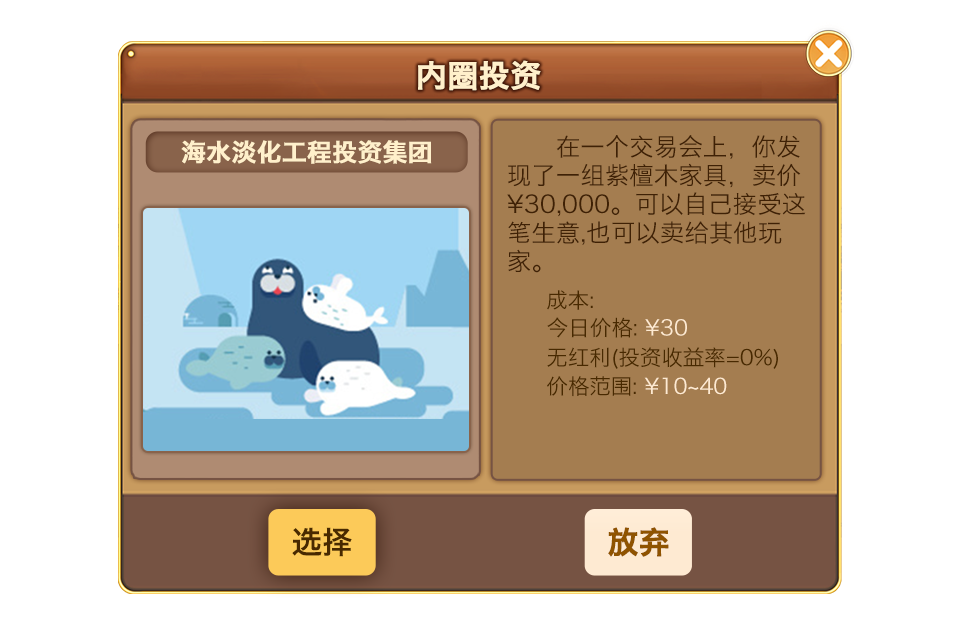 内圈投资
海水淡化工程投资集团
在一个交易会上，你发
现了一组紫檀木家具，卖价
¥30,000。可以自己接受这
笔生意,也可以卖给其他玩
家。
成本:
今日价格: ¥30
无红利(投资收益率=0%)
价格范围: ¥10~40
选择
放弃